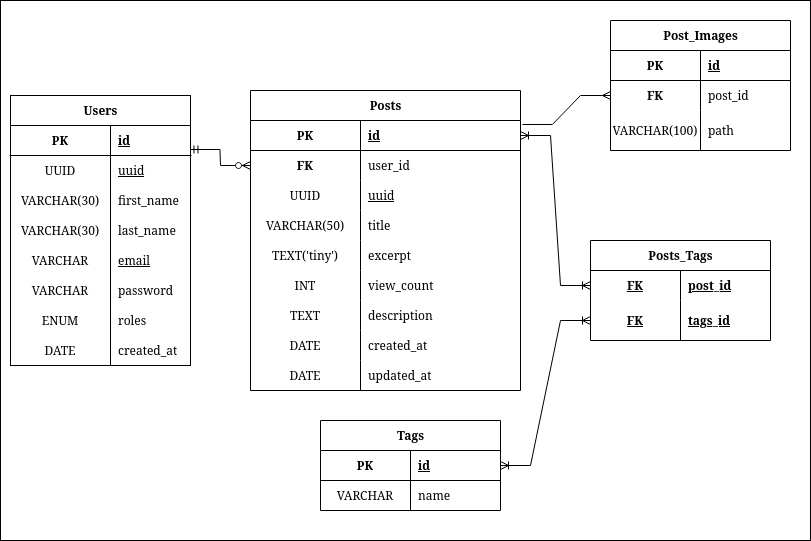 Users
PK id
UUID uuid
VARCHAR(30) first_name
VARCHAR(30) last_name
VARCHAR email
VARCHAR password
ENUM roles
DATE created_at
Posts
PK id
FK user_id
UUID uuid
VARCHAR(50) title
TEXT('tiny') excerpt
INT view_count
TEXT description
DATE created_at
DATE updated_at
Post_Images
PK id
FK post_id
VARCHAR(100) path
Posts_Tags
FK post_id
FK tags_id
Tags
PK id
VARCHAR name